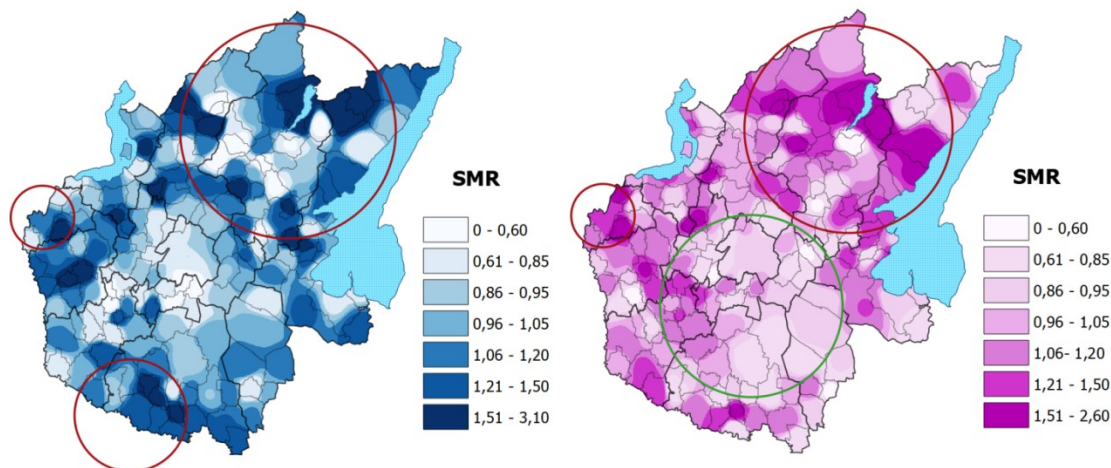 SMR
0 - 0,60
0,61 - 0,85
0,86 - 0,95
0,96 - 1,05
1,06 - 1,20
1,21 - 1,50
1,51 - 3,10
SMR
0 - 0,60
0,61 - 0,85
0,86 - 0,95
0,96 - 1,05
1,06- 1,20
1,21 - 1,50
1,51 - 2,60